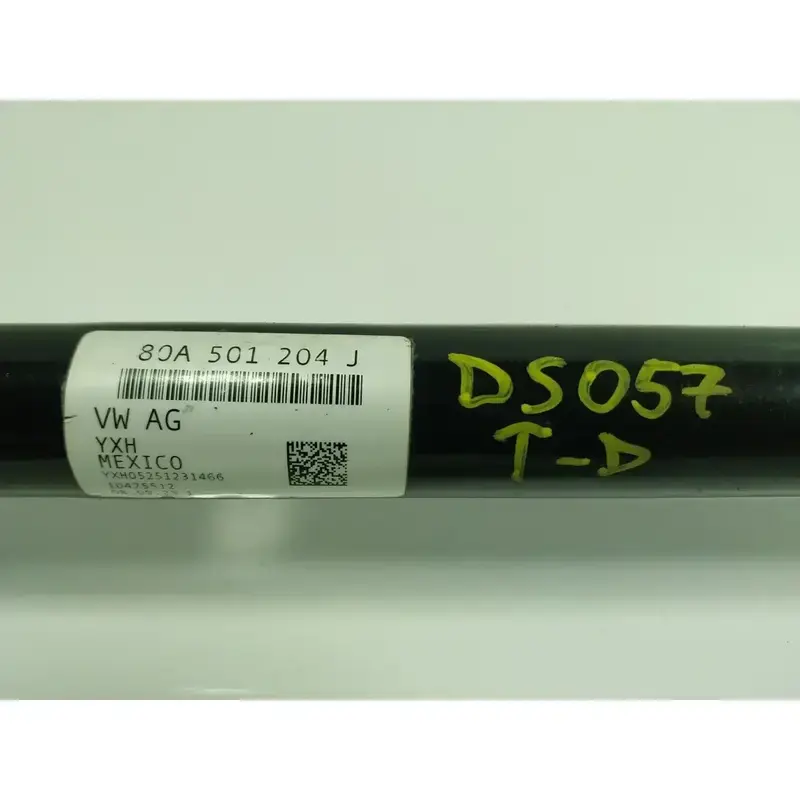 80A 501 204 J
VW AG
YXH
MEXICO
YXH05251231466
DS057
T-D